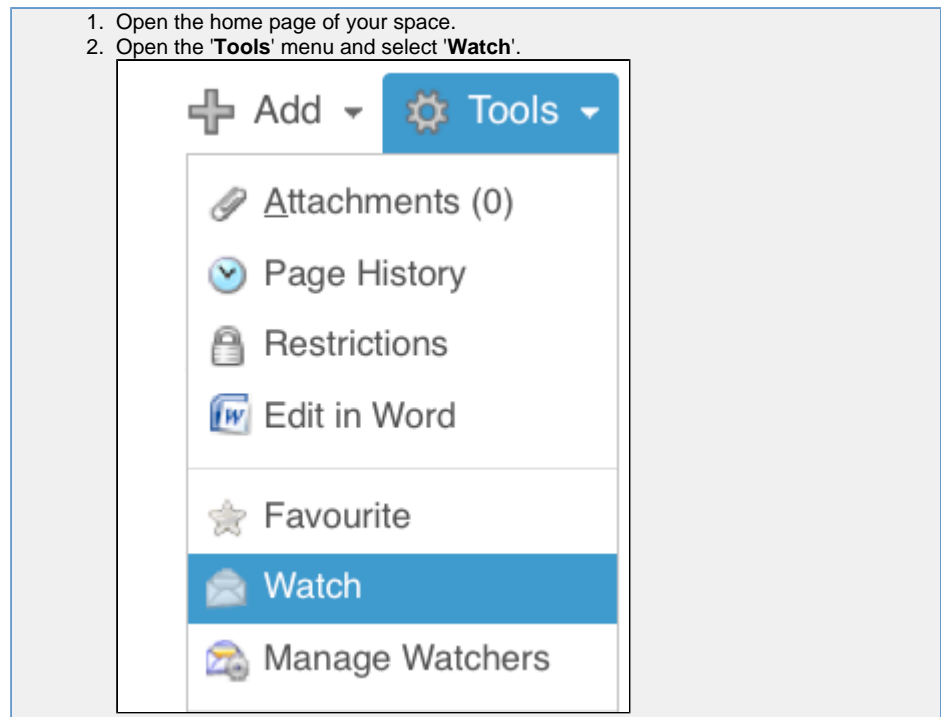 1. Open the home page of your space.
2. Open the 'Tools' menu and select 'Watch'.
Add Tools
Attachments (0)
Page History
Restrictions
W Edit in Word
Favourite
Watch
Manage Watchers